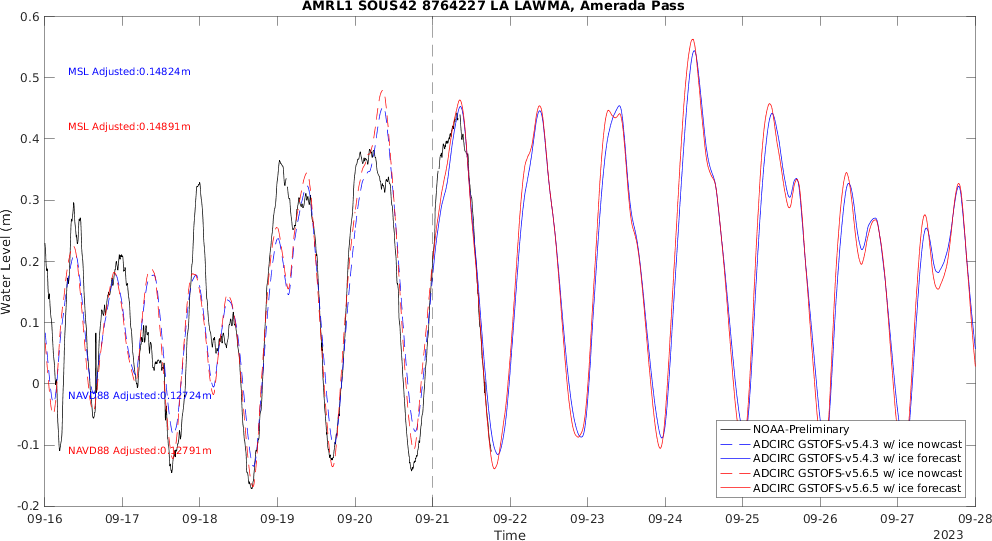 AMRL1 SOUS42 8764227 LA LAWMA, Amerada Pass
0.6
0.5
0.4
0.3
0.2
0.1
0
-0.1
-0.2
Water Level (m)
MSL Adjusted:0.14824m
MSL Adjusted:0.14891m
NAVD88 Adjusted:0.12724m
NAVD88 Adjusted:0.12791m
NOAA-Preliminary
ADCIRC GSTOFS-v5.4.3 w/ ice nowcast
ADCIRC GSTOFS-v5.4.3 w/ ice forecast
ADCIRC GSTOFS-v5.6.5 w/ ice nowcast
ADCIRC GSTOFS-v5.6.5 w/ ice forecast
09-16 09-17 09-18 09-19 09-20 09-21 09-22 09-23 09-24 09-25 09-26 09-27 09-28
Time
2023